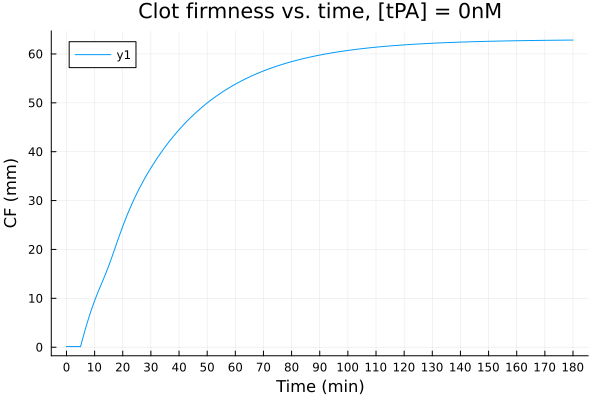 Clot firmness vs. time, [tPA] = 0nM
y1
60
50
40
30
20
10
0
CF (mm)
0 10 20 30 40 50 60 70 80 90 100 110 120 130 140 150 160 170 180
Time (min)